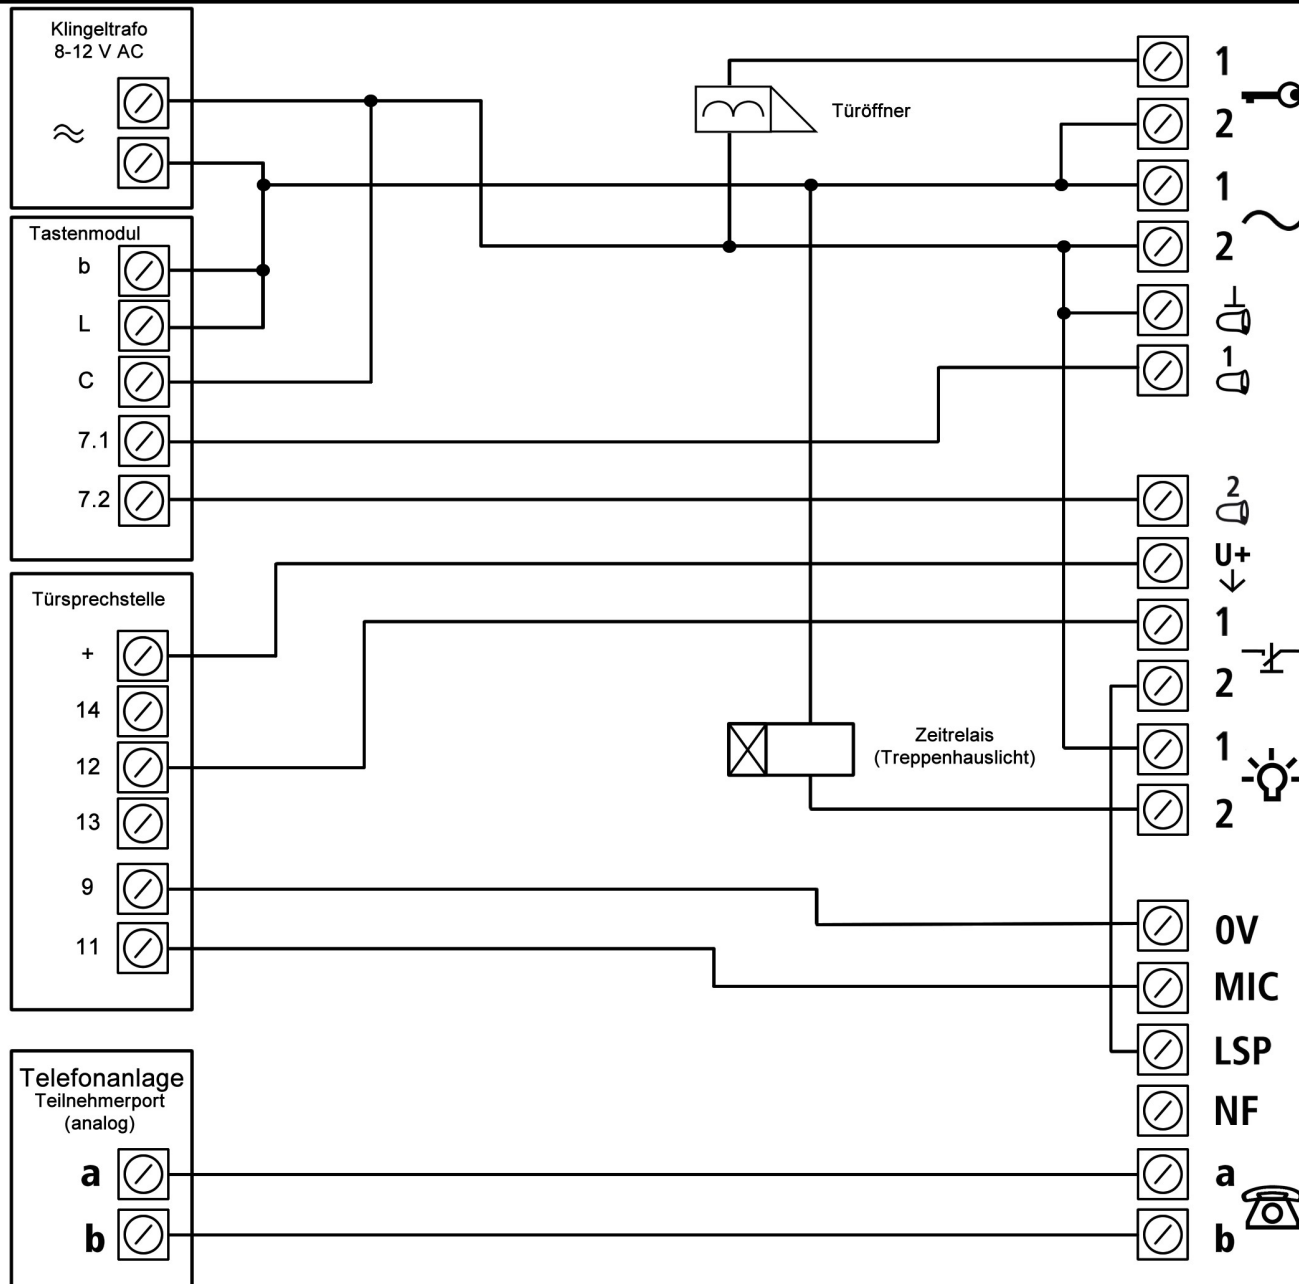 Klingeltrafo
8-12 V AC
Tastenmodul
b
L
C
7.1
7.2
Türsprechstelle
+
14
12
13
9
11
Telefonanlage
Teilnehmerport
(analog)
a
b
Türöffner
Zeitrelais
(Treppenhauslicht)
1
2
1
2
1
2
U+
1
2
1
2
0V
MIC
LSP
NF
a
b